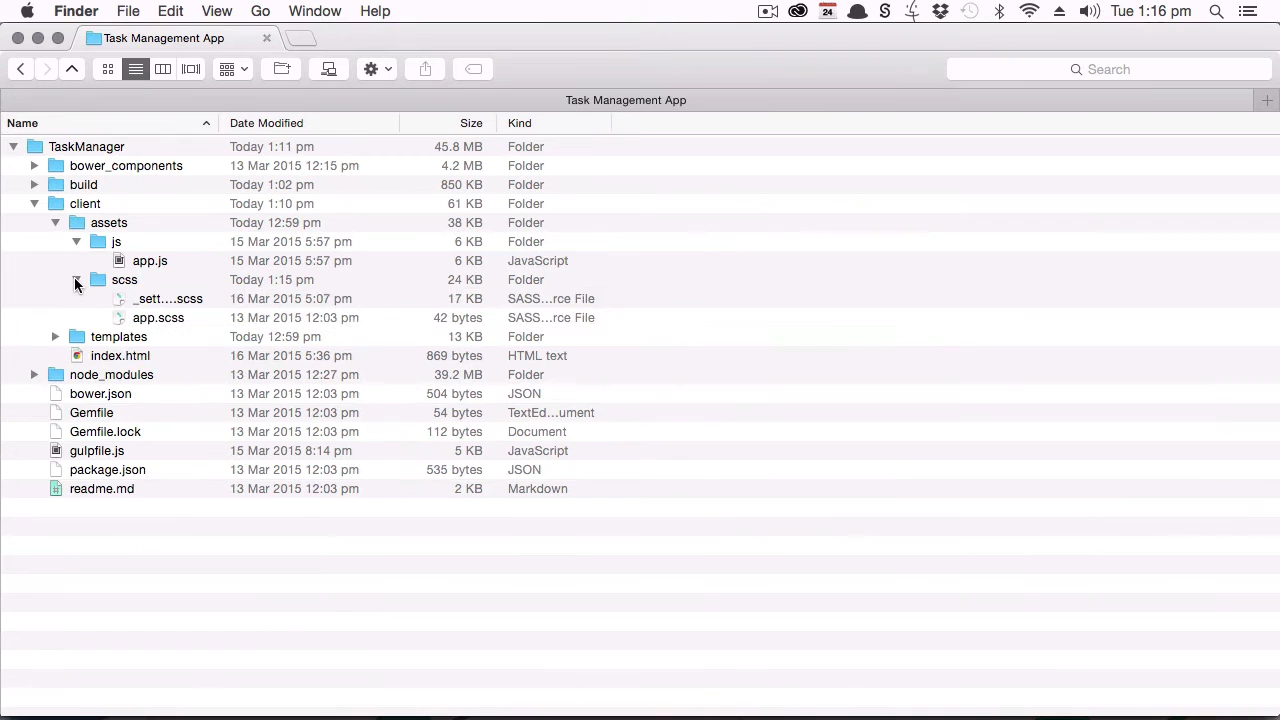 Finder File Edit View Go Window Help 24 Tue 1:16 pm
Task Management App
Search
Task Management App
Name Date Modified Size Kind
TaskManager Today 1:11 pm 45.8 MB Folder
bower_components 13 Mar 2015 12:15 pm 4.2 MB Folder
build Today 1:02 pm 850 KB Folder
client Today 1:10 pm 61 KB Folder
assets Today 12:59 pm 38 KB Folder
js 15 Mar 2015 5:57 pm 6 KB Folder
app.js 15 Mar 2015 5:57 pm 6 KB JavaScript
scss Today 1:15 pm 24 KB Folder
_sett....scss 16 Mar 2015 5:07 pm 17 KB SASS...rce File
app.scss 13 Mar 2015 12:03 pm 42 bytes SASS...rce File
templates Today 12:59 pm 13 KB Folder
index.html 16 Mar 2015 5:36 pm 869 bytes HTML text
node_modules 13 Mar 2015 12:27 pm 39.2 MB Folder
bower.json 13 Mar 2015 12:03 pm 504 bytes JSON
Gemfile 13 Mar 2015 12:03 pm 54 bytes TextEd...ument
Gemfile.lock 13 Mar 2015 12:03 pm 112 bytes Document
gulpfile.js 15 Mar 2015 8:14 pm 5 KB JavaScript
package.json 13 Mar 2015 12:03 pm 535 bytes JSON
readme.md 13 Mar 2015 12:03 pm 2 KB Markdown